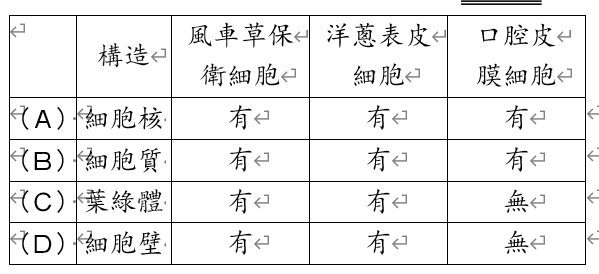 構造 風車草保衛細胞 洋蔥表皮細胞 口腔皮膜細胞
(A) 細胞核 有 有 有
(B) 細胞質 有 有 有
(C) 葉綠體 有 有 無
(D) 細胞壁 有 有 無